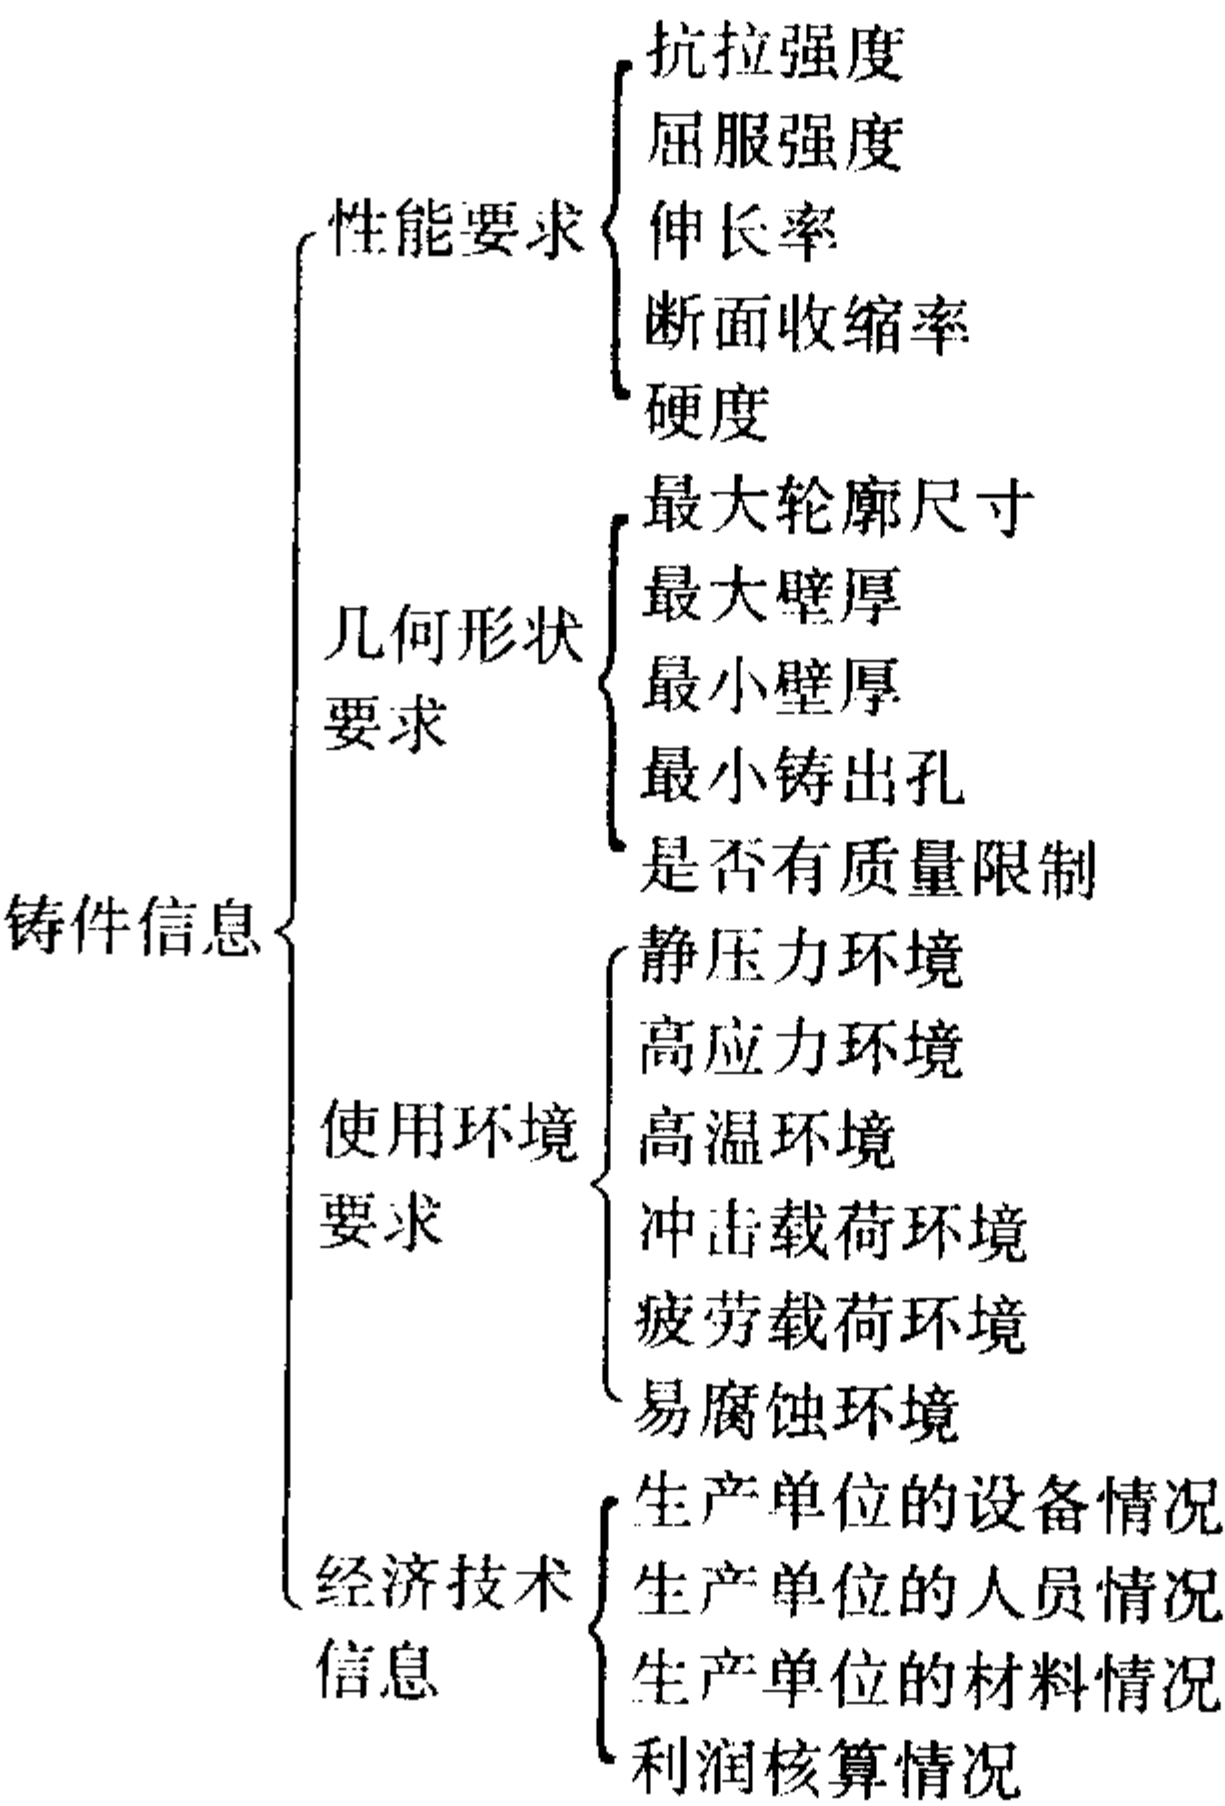 铸件信息
性能要求
抗拉强度
屈服强度
伸长率
断面收缩率
硬度
几何形状
要求
最大轮廓尺寸
最大壁厚
最小壁厚
最小铸出孔
是否有质量限制
使用环境
要求
静压力环境
高应力环境
高温环境
冲击载荷环境
疲劳载荷环境
易腐蚀环境
经济技术
信息
生产单位的设备情况
生产单位的人员情况
生产单位的材料情况
利润核算情况